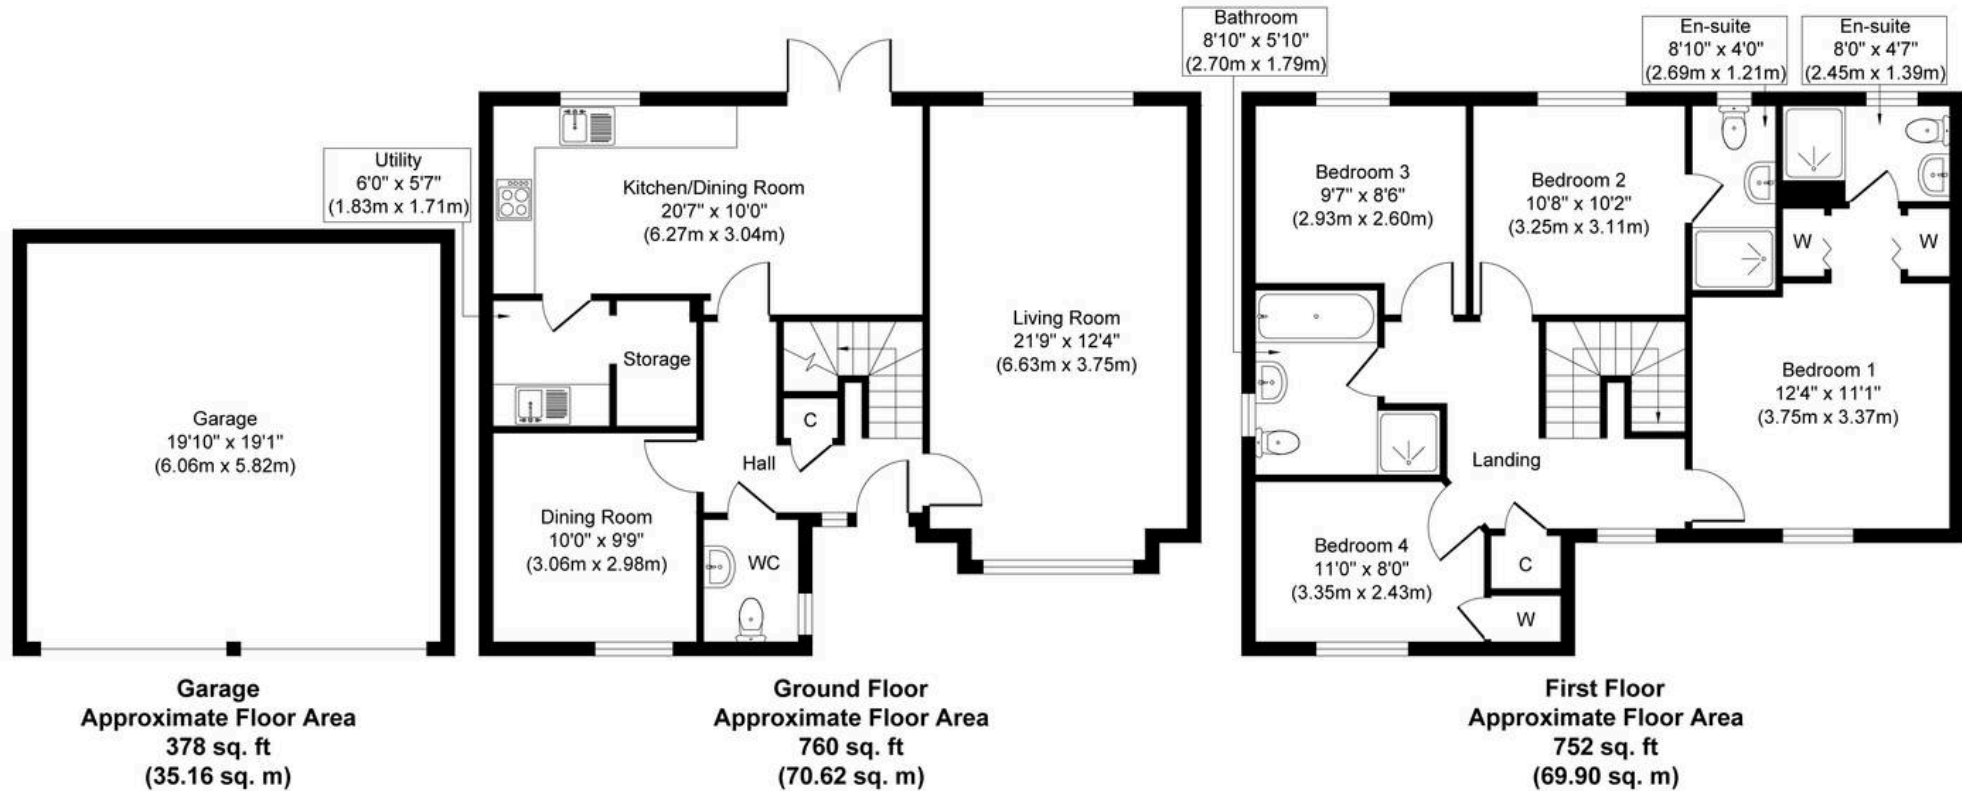 Garage
19'10" x 19'1"
(6.06m x 5.82m)
Garage
Approximate Floor Area
378 sq. ft
(35.16 sq. m)
Utility
6'0" x 5'7"
(1.83m x 1.71m)
Kitchen/Dining Room
20'7" x 10'0"
(6.27m x 3.04m)
Storage
Living Room
21'9" x 12'4"
(6.63m x 3.75m)
C
Hall
Dining Room
10'0" x 9'9"
(3.06m x 2.98m)
WC
Ground Floor
Approximate Floor Area
760 sq. ft
(70.62 sq. m)
Bathroom
8'10" x 5'10"
(2.70m x 1.79m)
En-suite
8'10" x 4'0"
(2.69m x 1.21m)
En-suite
8'0" x 4'7"
(2.45m x 1.39m)
Bedroom 3
9'7" x 8'6"
(2.93m x 2.60m)
Bedroom 2
10'8" x 10'2"
(3.25m x 3.11m)
W
W
Bedroom 1
12'4" x 11'1"
(3.75m x 3.37m)
Landing
Bedroom 4
11'0" x 8'0"
(3.35m x 2.43m)
C
W
First Floor
Approximate Floor Area
752 sq. ft
(69.90 sq. m)